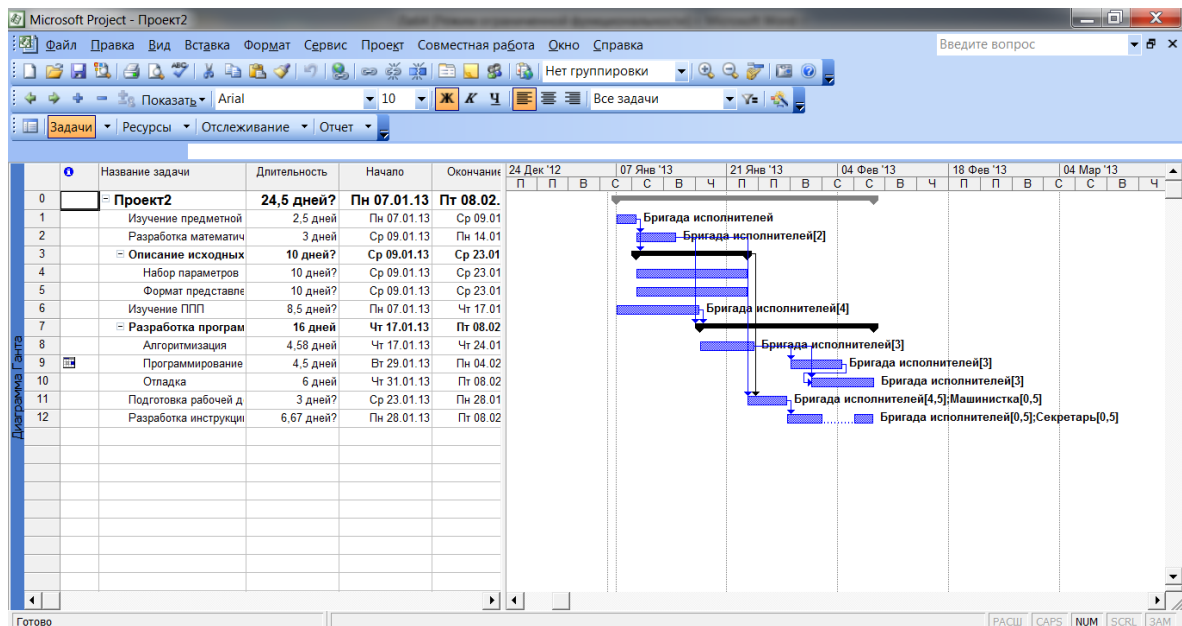 Microsoft Project - Проект2
Файл Правка Вид Вставка Формат Сервис Проект Совместная работа Окно Справка Введите вопрос
Нет группировки
Показать Arial 10 Ж К Ч Все задачи
Задачи Ресурсы Отслеживание Отчет
Название задачи Длительность Начало Окончание 24 Дек '12 07 Янв '13 21 Янв '13 04 Фев '13 18 Фев '13 04 Мар '13
П П В С С В Ч П П В С С В Ч П П В С С В Ч
0 Проект2 24,5 дней? Пн 07.01.13 Пт 08.02.
1 Изучение предметной 2,5 дней Пн 07.01.13 Ср 09.01 Бригада исполнителей
2 Разработка математич 3 дней Ср 09.01.13 Пн 14.01 Бригада исполнителей[2]
3 Описание исходных 10 дней? Ср 09.01.13 Ср 23.01
4 Набор параметров 10 дней? Ср 09.01.13 Ср 23.01
5 Формат представле 10 дней? Ср 09.01.13 Ср 23.01
6 Изучение ППП 8,5 дней? Пн 07.01.13 Чт 17.01 Бригада исполнителей[4]
7 Разработка програм 16 дней Чт 17.01.13 Пт 08.02
8 Алгоритмизация 4,58 дней Чт 17.01.13 Чт 24.01 Бригада исполнителей[3]
9 Программирование 4,5 дней Вт 29.01.13 Пн 04.02 Бригада исполнителей[3]
10 Отладка 6 дней Чт 31.01.13 Пт 08.02 Бригада исполнителей[3]
11 Подготовка рабочей д 3 дней? Ср 23.01.13 Пн 28.01 Бригада исполнителей[4,5];Машинистка[0,5]
12 Разработка инструкци 6,67 дней? Пн 28.01.13 Пт 08.02 Бригада исполнителей[0,5];Секретарь[0,5]
Диаграмма Ганта
Готово РАСШ CAPS NUM SCRL ЗАМ